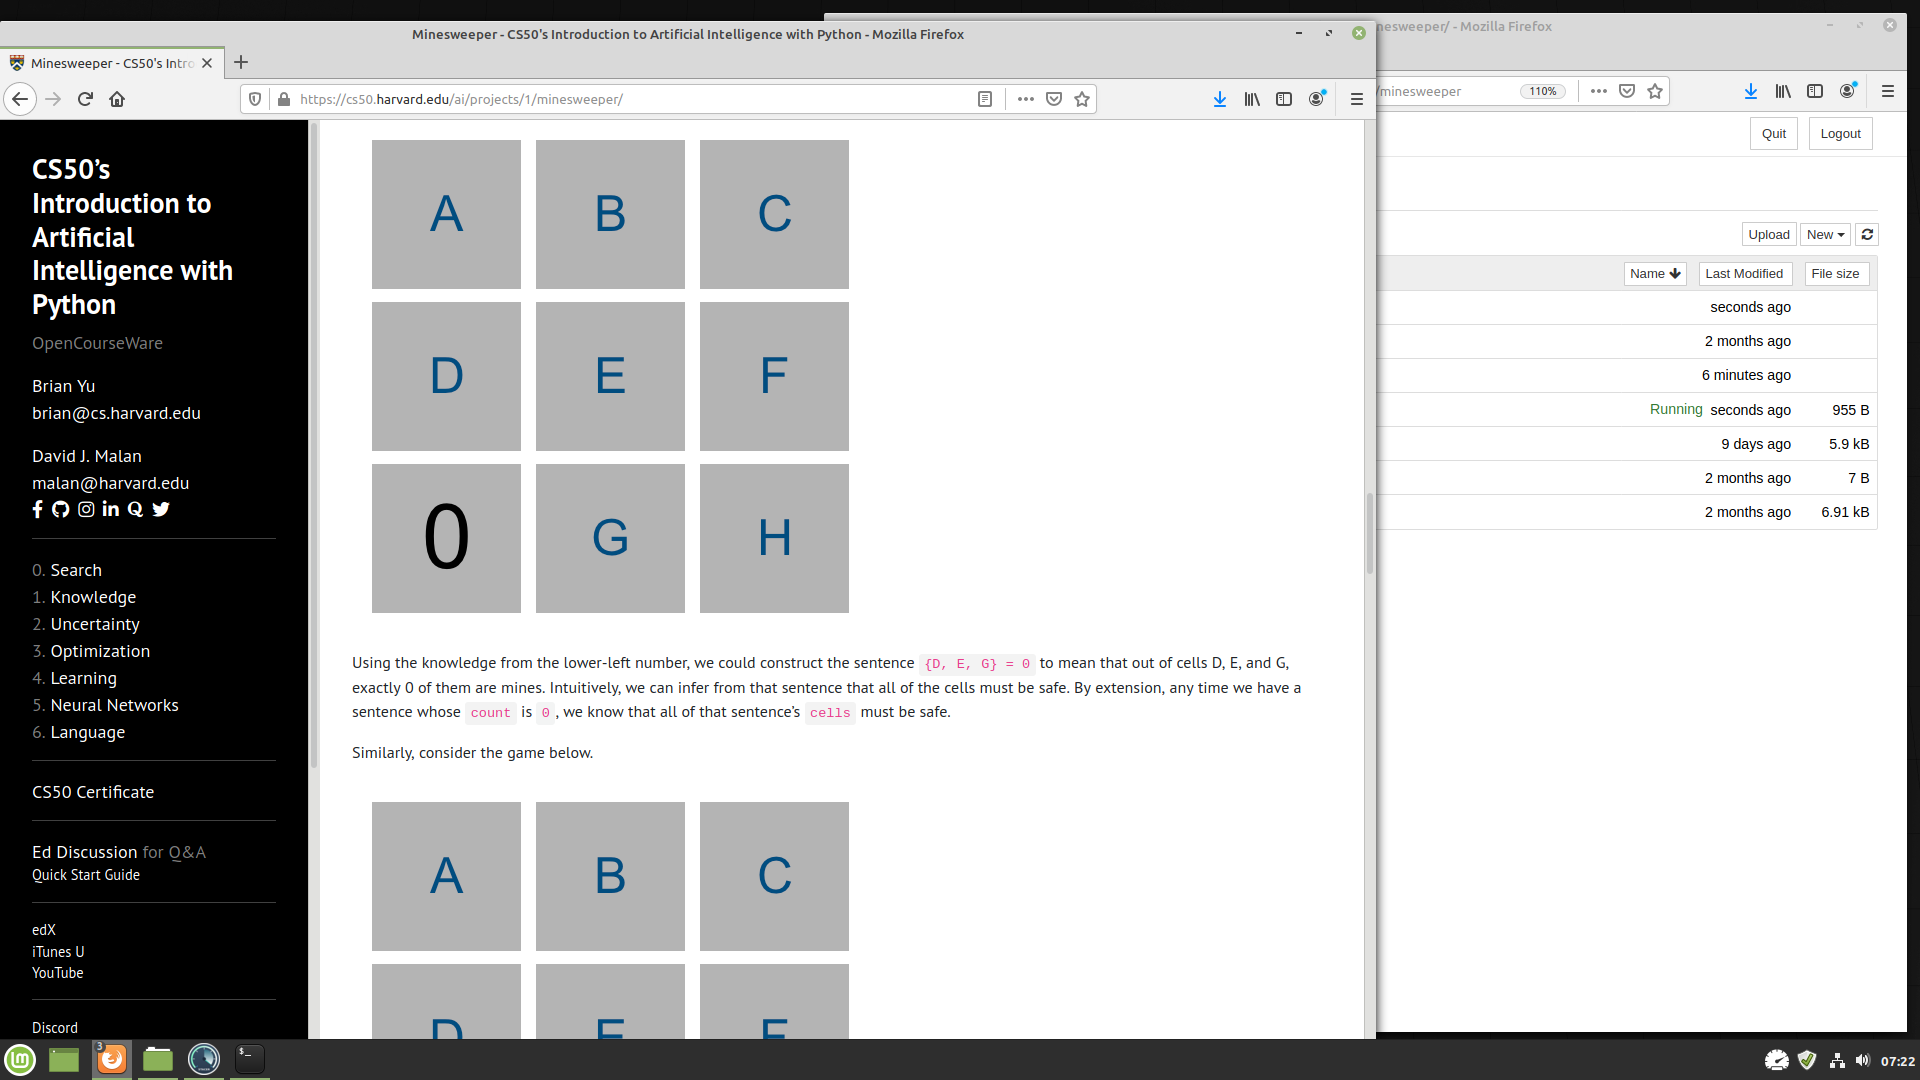 Minesweeper - CS50's Introduction to Artificial Intelligence with Python - Mozilla Firefox
nesweeper/ - Mozilla Firefox
Minesweeper - CS50's Intro
https://cs50.harvard.edu/ai/projects/1/minesweeper/
/minesweeper
110%
Quit
Logout
CS50’s
Introduction to
Artificial
Intelligence with
Python
OpenCourseWare
Brian Yu
brian@cs.harvard.edu
David J. Malan
malan@harvard.edu
0. Search
1. Knowledge
2. Uncertainty
3. Optimization
4. Learning
5. Neural Networks
6. Language
CS50 Certificate
Ed Discussion for Q&A
Quick Start Guide
edX
iTunes U
YouTube
Discord
A B C
D E F
0 G H
Using the knowledge from the lower-left number, we could construct the sentence {D, E, G} = 0 to mean that out of cells D, E, and G,
exactly 0 of them are mines. Intuitively, we can infer from that sentence that all of the cells must be safe. By extension, any time we have a
sentence whose count is 0, we know that all of that sentence’s cells must be safe.
Similarly, consider the game below.
A B C
D E F
Upload New
Name Last Modified File size
seconds ago
2 months ago
6 minutes ago
Running seconds ago 955 B
9 days ago 5.9 kB
2 months ago 7 B
2 months ago 6.91 kB
lm
3
$_
07:22